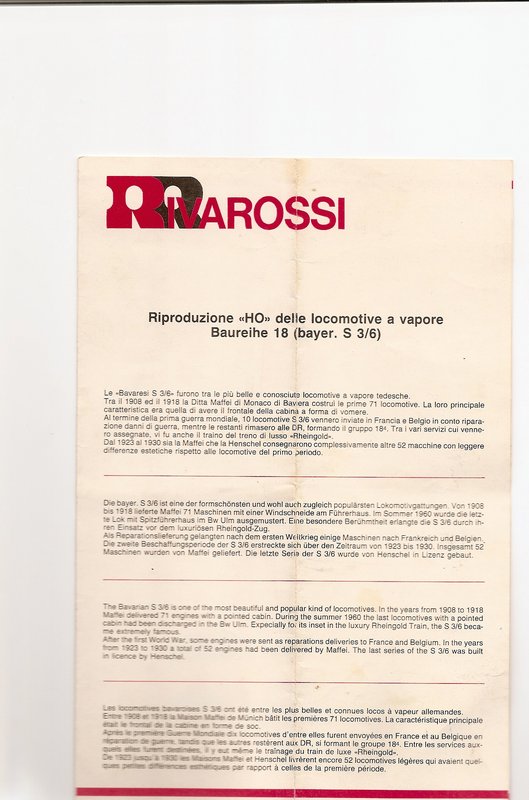 RIVAROSSI
Riproduzione «HO» delle locomotive a vapore
Baureihe 18 (bayer. S 3/6)
Le «Bavaresi S 3/6» furono tra le più belle e conosciute locomotive a vapore tedesche.
Tra il 1908 ed il 1918 la Ditta Maffei di Monaco di Baviera costruì le prime 71 locomotive. La loro principale
caratteristica era quella di avere il frontale della cabina a forma di vomere.
Al termine della prima guerra mondiale, 10 locomotive S 3/6 vennero inviate in Francia e Belgio in conto ripara-
zione danni di guerra, mentre le restanti rimasero alle DR, formando il gruppo 18⁴. Tra i vari servizi cui venne-
ro assegnate, vi fu anche il traino del treno di lusso «Rheingold».
Dal 1923 al 1930 sia la Maffei che la Henschel consegnarono complessivamente altre 52 macchine con leggere
differenze estetiche rispetto alle locomotive del primo periodo.
Die bayer. S 3/6 ist eine der formschönsten und wohl auch zugleich populärsten Lokomotivgattungen. Von 1908
bis 1918 lieferte Maffei 71 Maschinen mit einer Windschneide am Führerhaus. Im Sommer 1960 wurde die letz-
te Lok mit Spitzführerhaus im Bw Ulm ausgemustert. Eine besondere Berühmtheit erlangte die S 3/6 durch ih-
ren Einsatz vor dem luxuriösen Rheingold-Zug.
Als Reparationslieferung gelangten nach dem ersten Weltkrieg einige Maschinen nach Frankreich und Belgien.
Die zweite Beschaffungsperiode der S 3/6 erstreckte sich über den Zeitraum von 1923 bis 1930. Insgesamt 52
Maschinen wurden von Maffei geliefert. Die letzte Serie der S 3/6 wurde von Henschel in Lizenz gebaut.
The Bavarian S 3/6 is one of the most beautiful and popular kind of locomotives. In the years from 1908 to 1918
Maffei delivered 71 engines with a pointed cabin. During the summer 1960 the last locomotives with a pointed
cabin had been discharged in the Bw Ulm. Expecially for its inset in the luxury Rheingold Train, the S 3/6 beca-
me extremely famous.
After the first World War, some engines were sent as reparations deliveries to France and Belgium. In the years
from 1923 to 1930 a total of 52 engines had been delivered by Maffei. The last series of the S 3/6 was built
in licence by Henschel.
Les locomotives bavaroises S 3/6 ont été entre les plus belles et connues locos à vapeur allemandes.
Entre 1908 et 1918 la Maison Maffei de Münich bâtit les premières 71 locomotives. La caractéristique principale
était le frontal de la cabine en forme de soc.
Après la première Guerre Mondiale dix locomotives d'entre elles furent envoyées en France et au Belgique en
réparation de guerre, tandis que les autres restèrent aux DR, si formant le groupe 18⁴. Entre les services aux-
quels elles furent destinées, il y eut même le traînage du train de luxe «Rheingold».
De 1923 jusqu'à 1930 les Maisons Maffei et Henschel livrèrent encore 52 locomotives légères qui avaient quel-
ques petites différences esthétiques par rapport à celles de la première période.